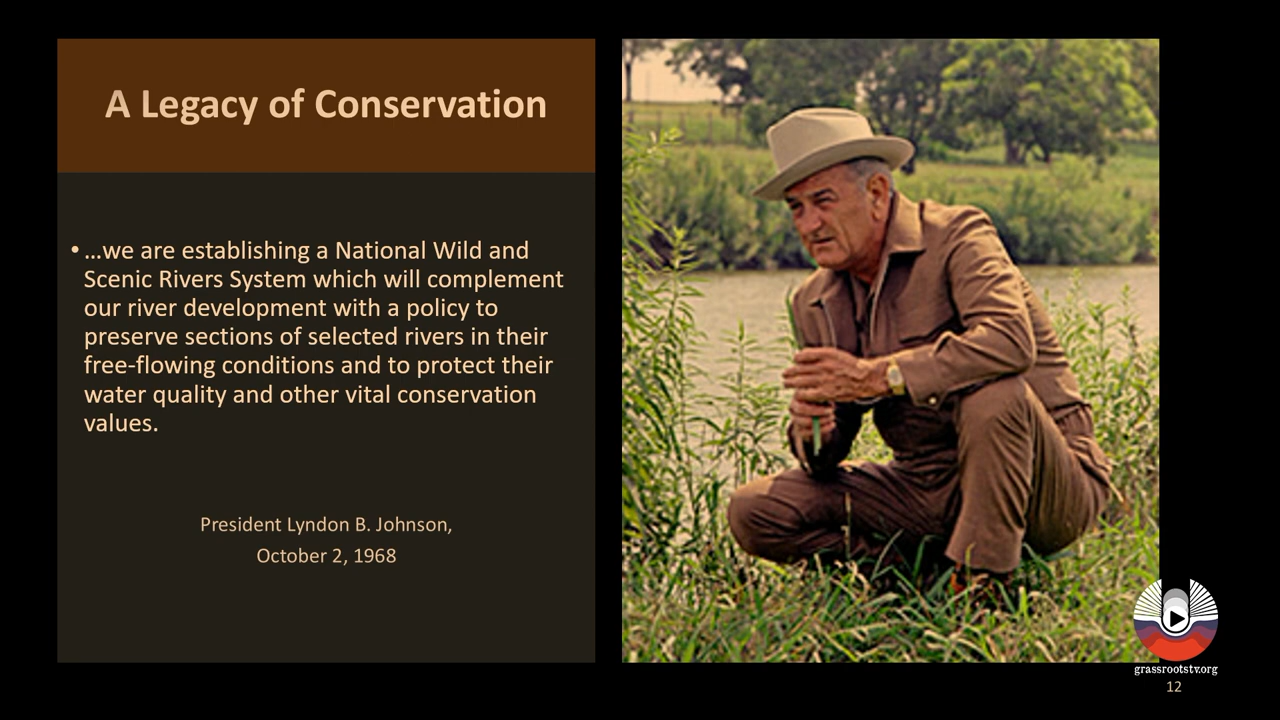 A Legacy of Conservation
• …we are establishing a National Wild and
Scenic Rivers System which will complement
our river development with a policy to
preserve sections of selected rivers in their
free-flowing conditions and to protect their
water quality and other vital conservation
values.
President Lyndon B. Johnson,
October 2, 1968
grassrootstv.org
12